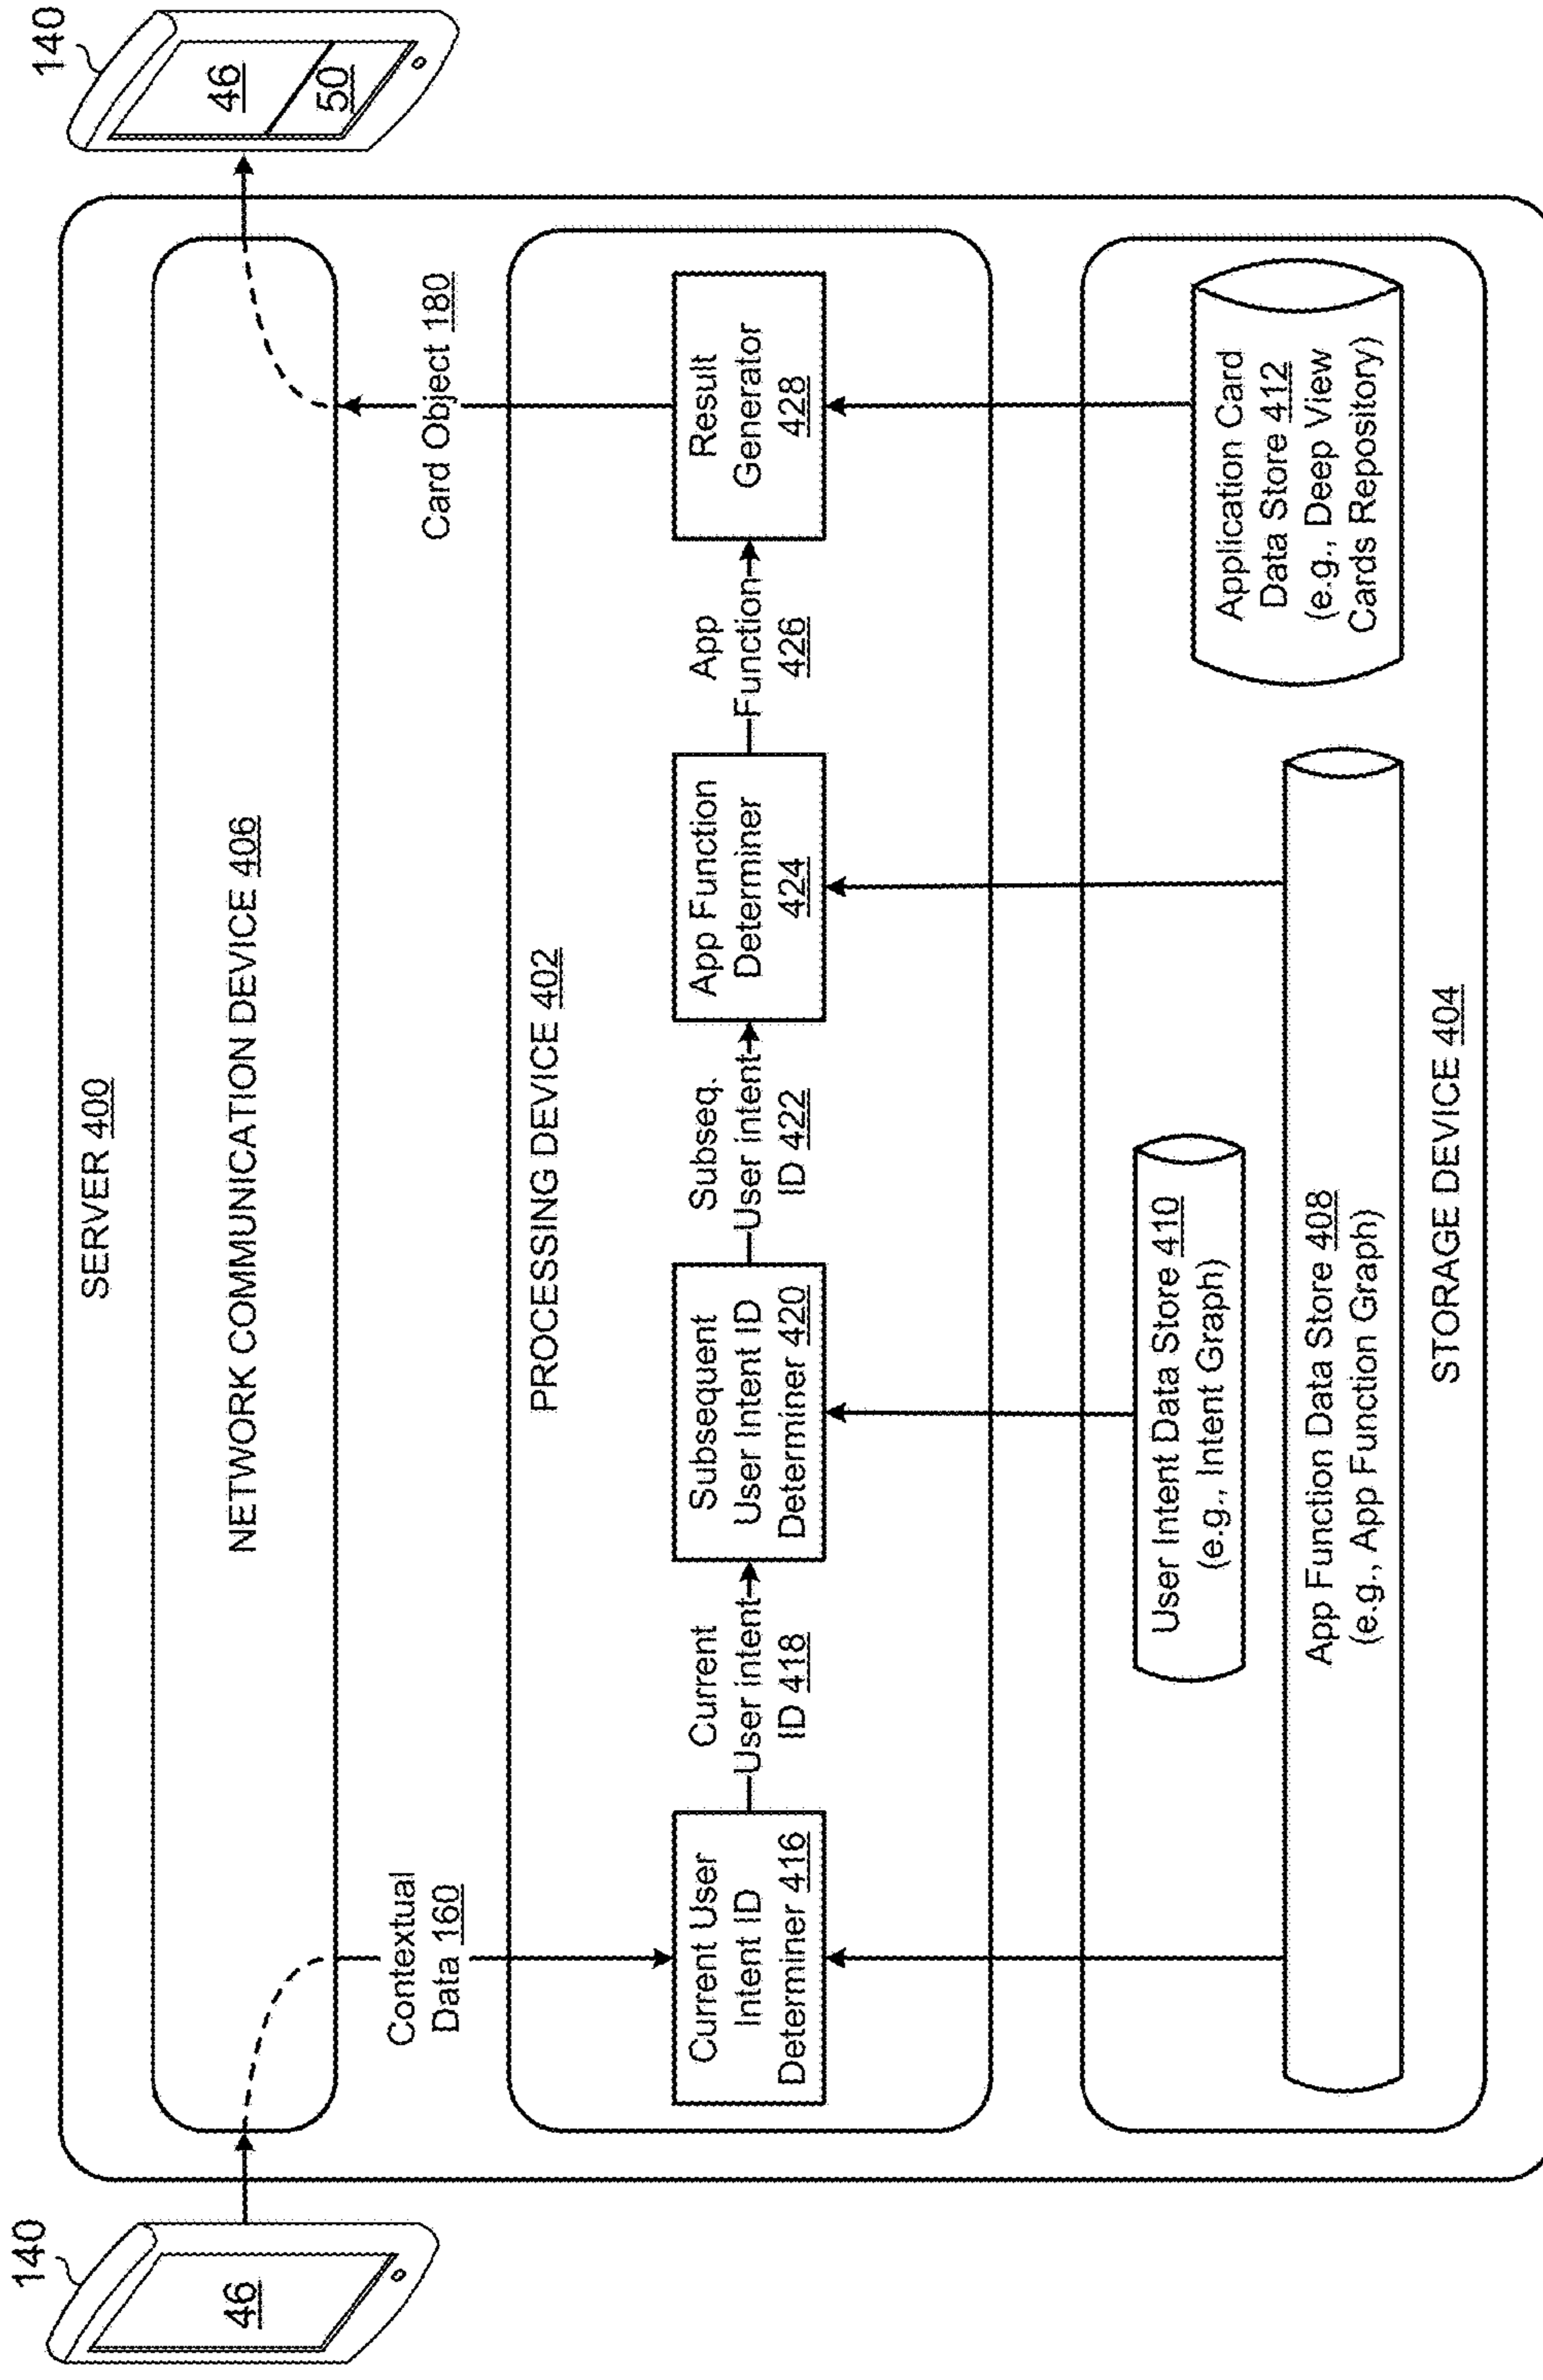 140
46
140
46
50
SERVER 400
NETWORK COMMUNICATION DEVICE 406
Contextual
Data 160
Card Object 180
PROCESSING DEVICE 402
Current User
Intent ID
Determiner 416
Current
User intent
ID 418
Subsequent
User Intent ID
Determiner 420
Subseq.
User intent
ID 422
App Function
Determiner
424
App
Function
426
Result
Generator
428
User Intent Data Store 410
(e.g., Intent Graph)
App Function Data Store 408
(e.g., App Function Graph)
Application Card
Data Store 412
(e.g., Deep View
Cards Repository)
STORAGE DEVICE 404